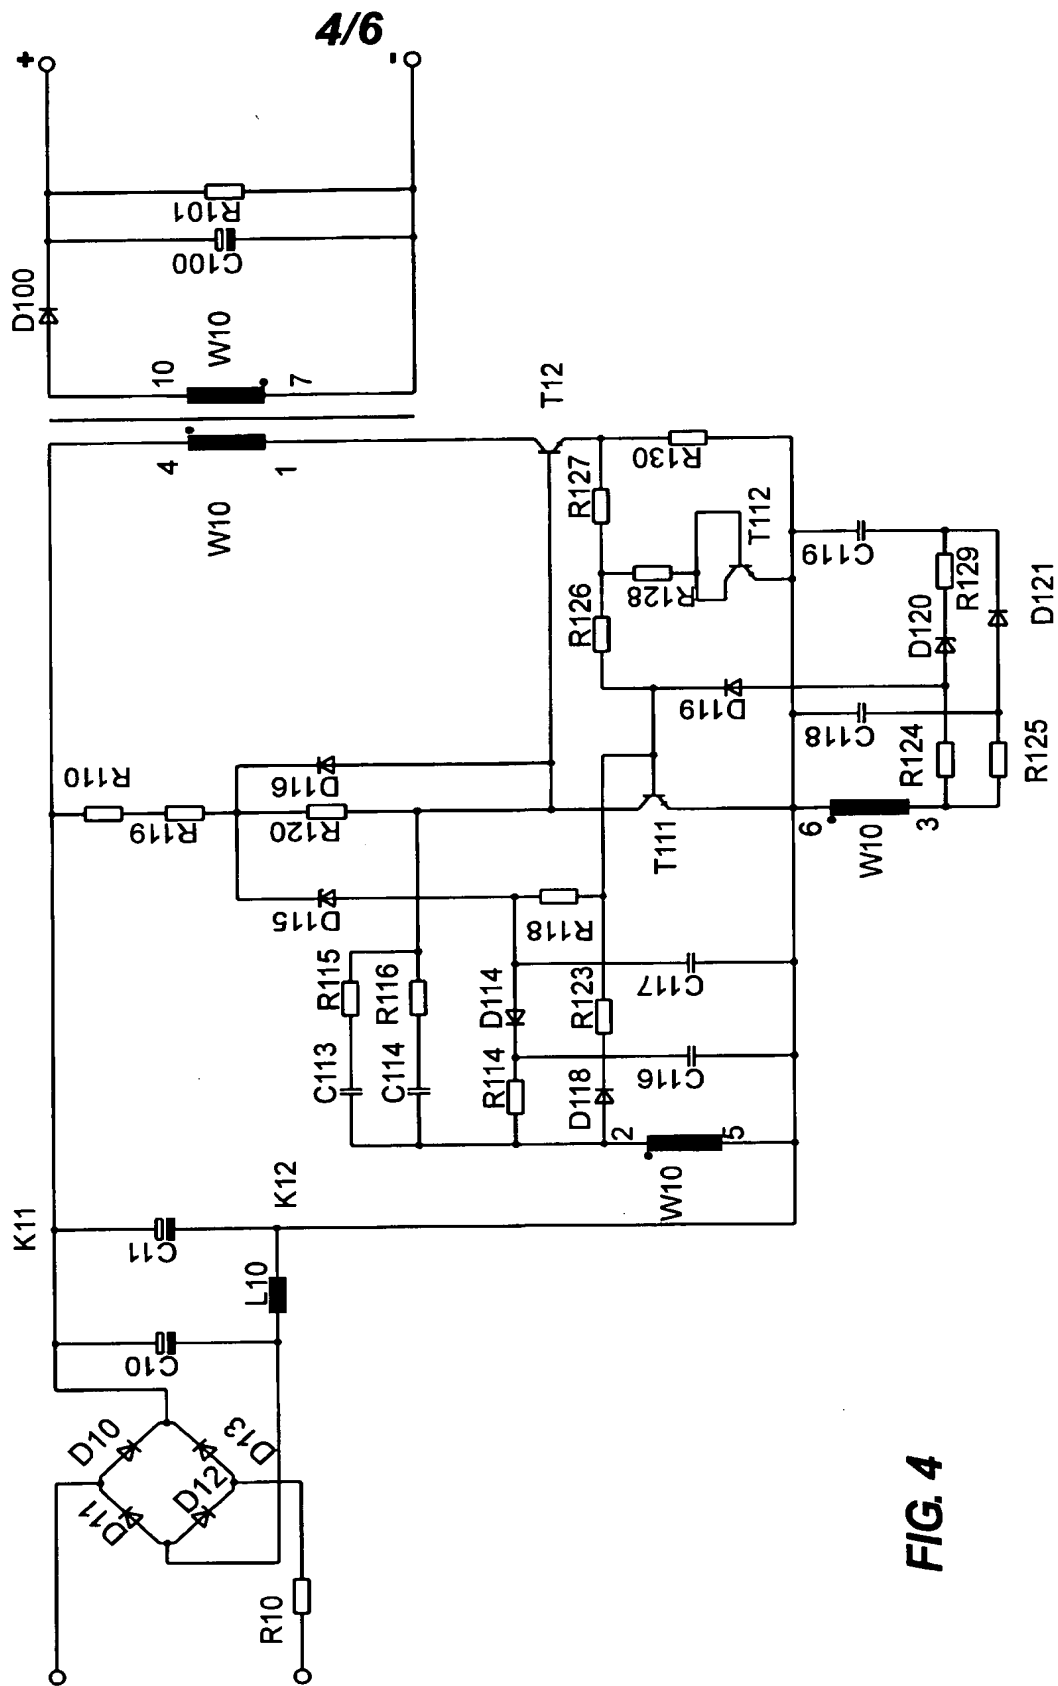 4/6
+
-
D100
R101
C100
W10
10
7
W10
4
1
T12
R110
R119
D116
R120
D115
R127
R130
R126
R128
T112
D119
T111
C119
R129
D120
D121
C118
R124
R125
6
3
W10
R118
R115
R116
C113
C114
D114
R114
R123
D118
C117
C116
2
5
W10
K11
K12
C11
L10
C10
D10
D13
D11
D12
R10
FIG. 4